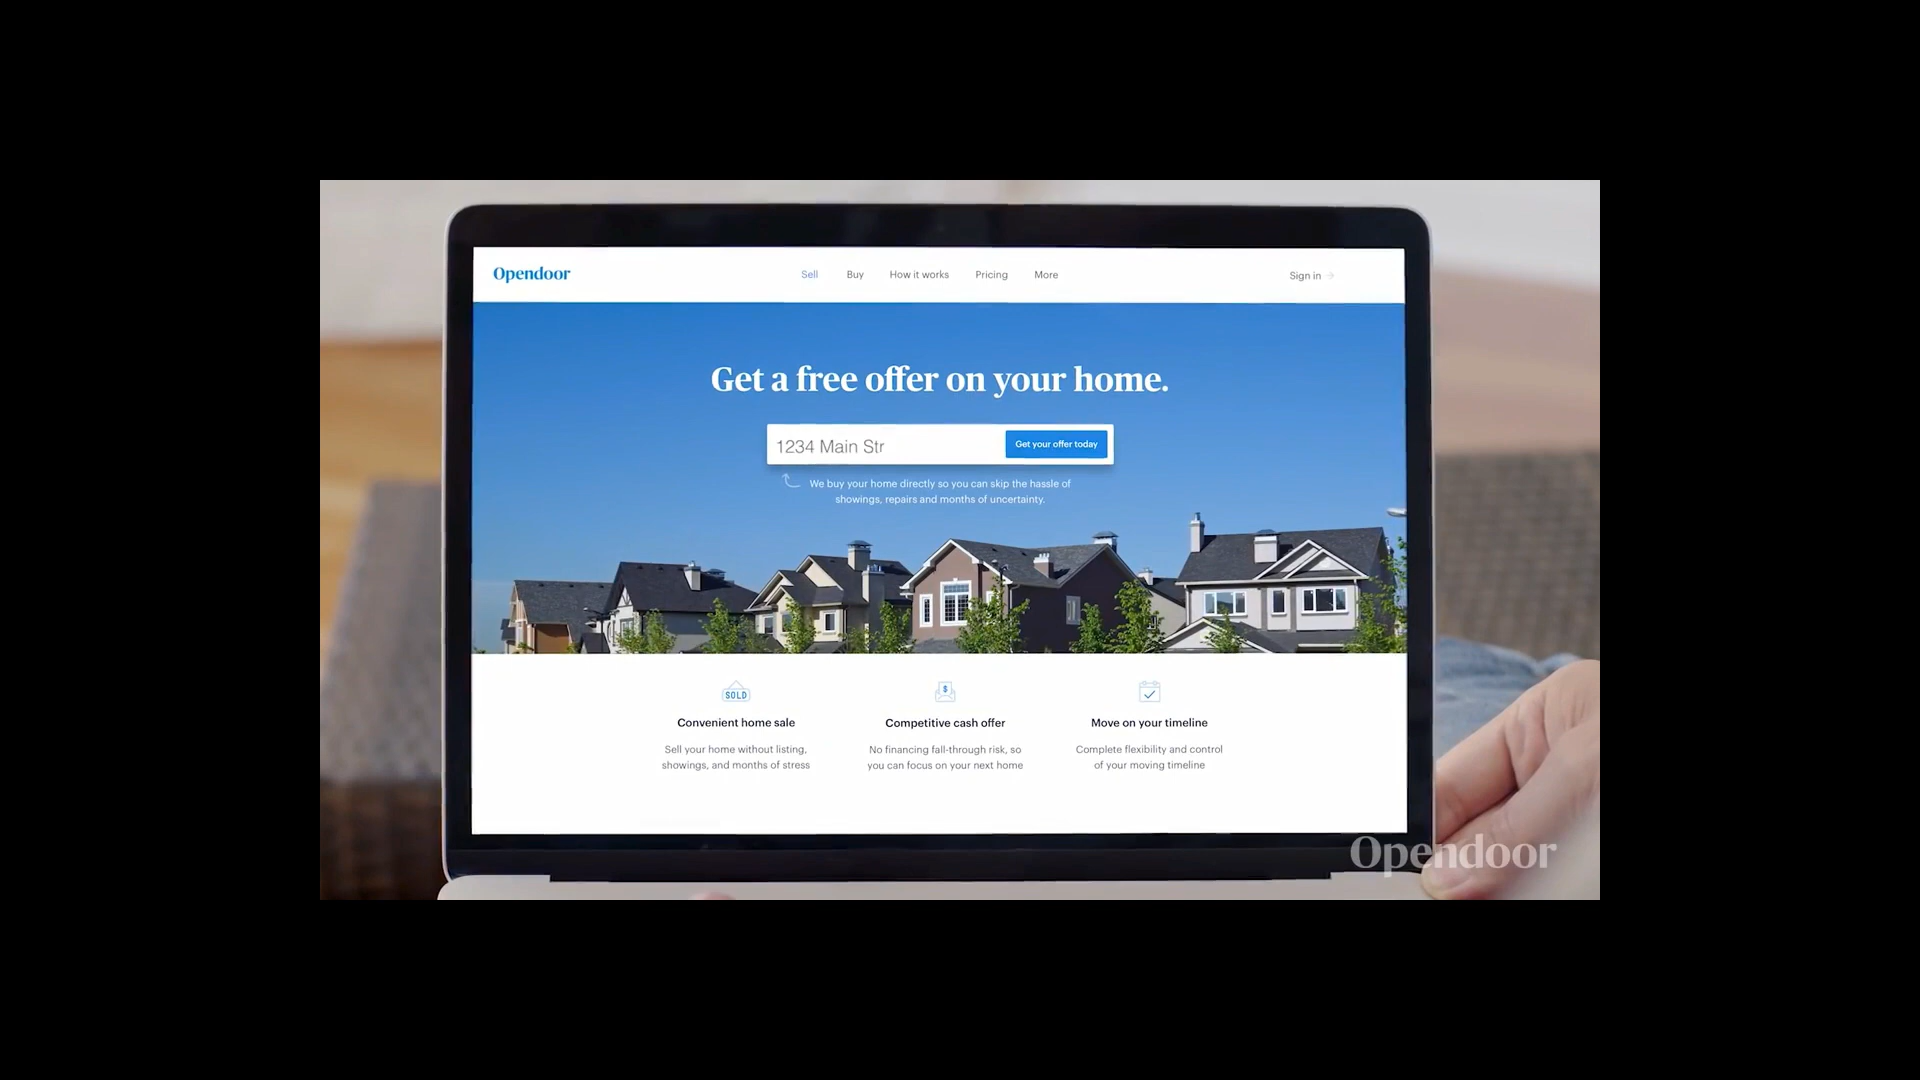 Opendoor
Sell Buy How it works Pricing More
Sign in
Get a free offer on your home.
1234 Main Str
Get your offer today
We buy your home directly so you can skip the hassle of
showings, repairs and months of uncertainty.
SOLD
$
Convenient home sale
Competitive cash offer
Move on your timeline
Sell your home without listing,
showings, and months of stress
No financing fall-through risk, so
you can focus on your next home
Complete flexibility and control
of your moving timeline
Opendoor